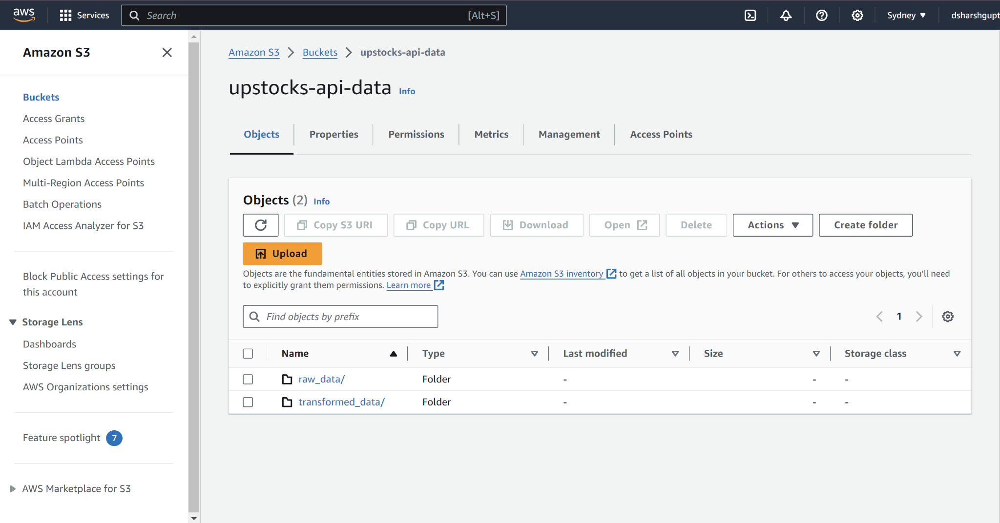 aws Services Search [Alt+S] Sydney dsharshgupt
Amazon S3
Buckets
Access Grants
Access Points
Object Lambda Access Points
Multi-Region Access Points
Batch Operations
IAM Access Analyzer for S3
Block Public Access settings for
this account
Storage Lens
Dashboards
Storage Lens groups
AWS Organizations settings
Feature spotlight 7
AWS Marketplace for S3
Amazon S3 > Buckets > upstocks-api-data
upstocks-api-data Info
Objects Properties Permissions Metrics Management Access Points
Objects (2) Info
Copy S3 URI Copy URL Download Open Delete Actions Create folder
Upload
Objects are the fundamental entities stored in Amazon S3. You can use Amazon S3 inventory to get a list of all objects in your bucket. For others to access your objects, you’ll need
to explicitly grant them permissions. Learn more
Find objects by prefix 1
Name Type Last modified Size Storage class
raw_data/ Folder - - -
transformed_data/ Folder - - -